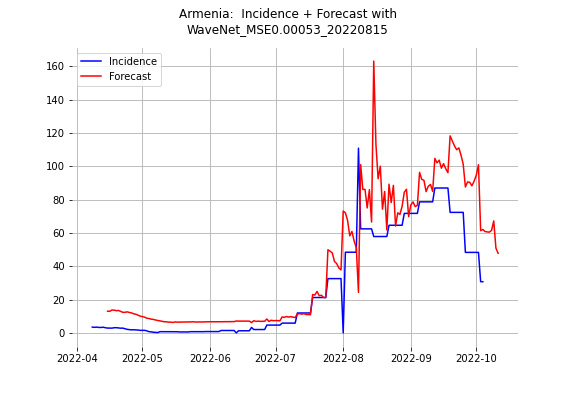 Armenia:  Incidence + Forecast with
WaveNet_MSE0.00053_20220815
Incidence
Forecast
160
140
120
100
80
60
40
20
0
2022-04 2022-05 2022-06 2022-07 2022-08 2022-09 2022-10